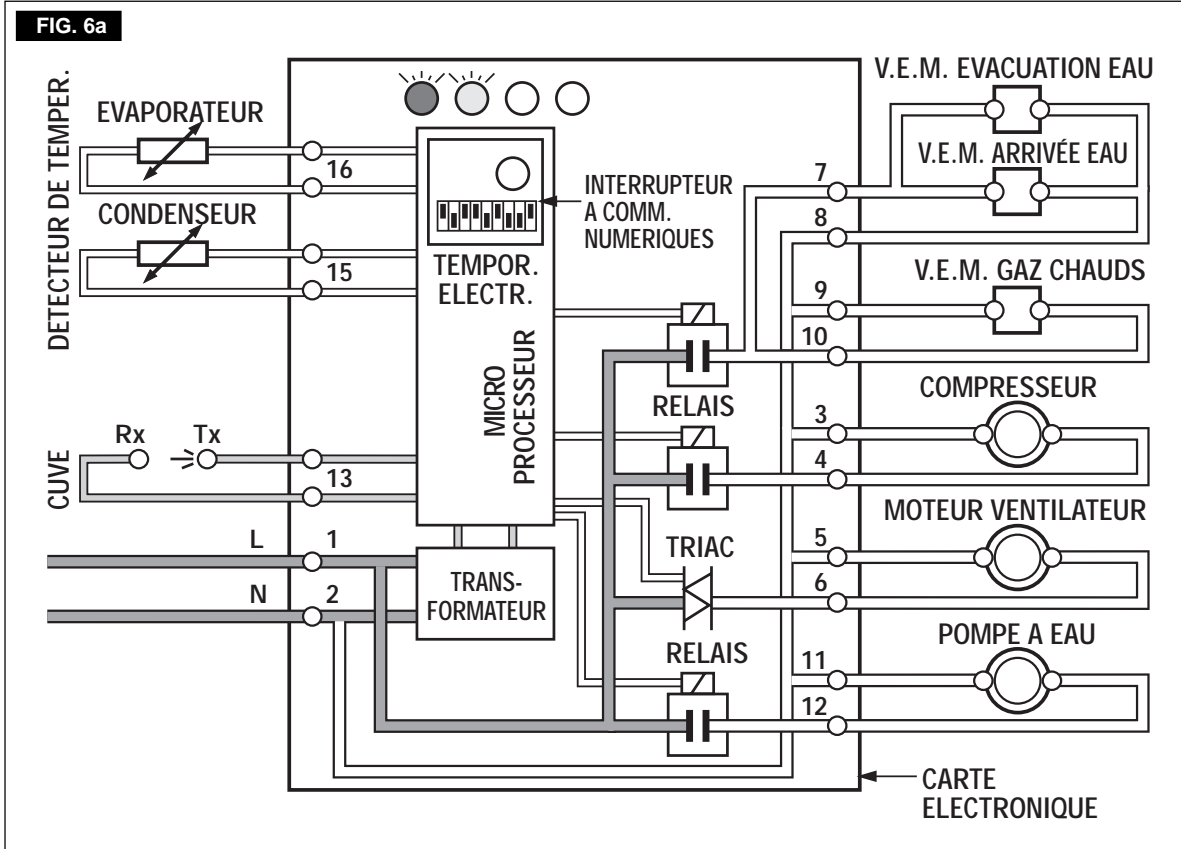 FIG. 6a
DETECTEUR DE TEMPER.
EVAPORATEUR
16
CONDENSEUR
15
INTERRUPTEUR
A COMM.
NUMERIQUES
TEMPOR.
ELECTR.
MICRO
PROCESSEUR
CUVE
Rx
Tx
13
L
1
N
2
TRANS-
FORMATEUR
RELAIS
TRIAC
RELAIS
V.E.M. EVACUATION EAU
V.E.M. ARRIVÉE EAU
7
8
V.E.M. GAZ CHAUDS
9
10
COMPRESSEUR
3
4
MOTEUR VENTILATEUR
5
6
POMPE A EAU
11
12
CARTE
ELECTRONIQUE